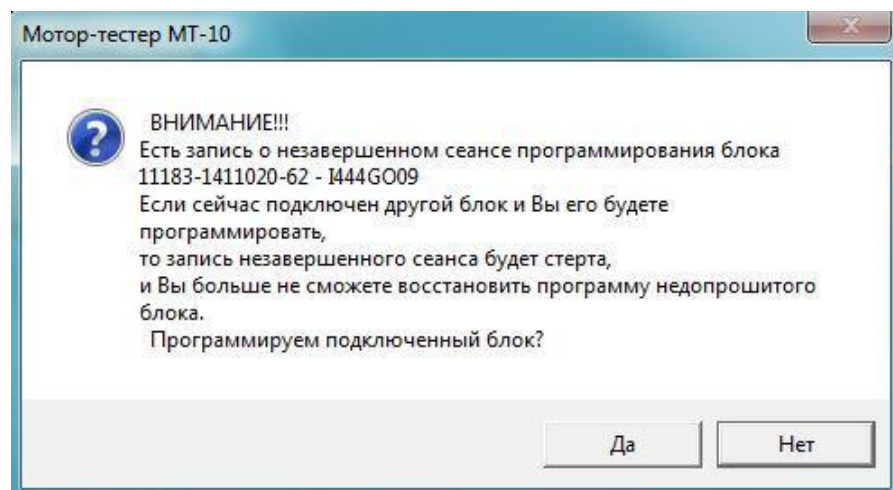 Мотор-тестер МТ-10
ВНИМАНИЕ!!!
Есть запись о незавершенном сеансе программирования блока
11183-1411020-62 - I444GO09
Если сейчас подключен другой блок и Вы его будете
программировать,
то запись незавершенного сеанса будет стерта,
и Вы больше не сможете восстановить программу недопрошитого
блока.
Программируем подключенный блок?
Да
Нет